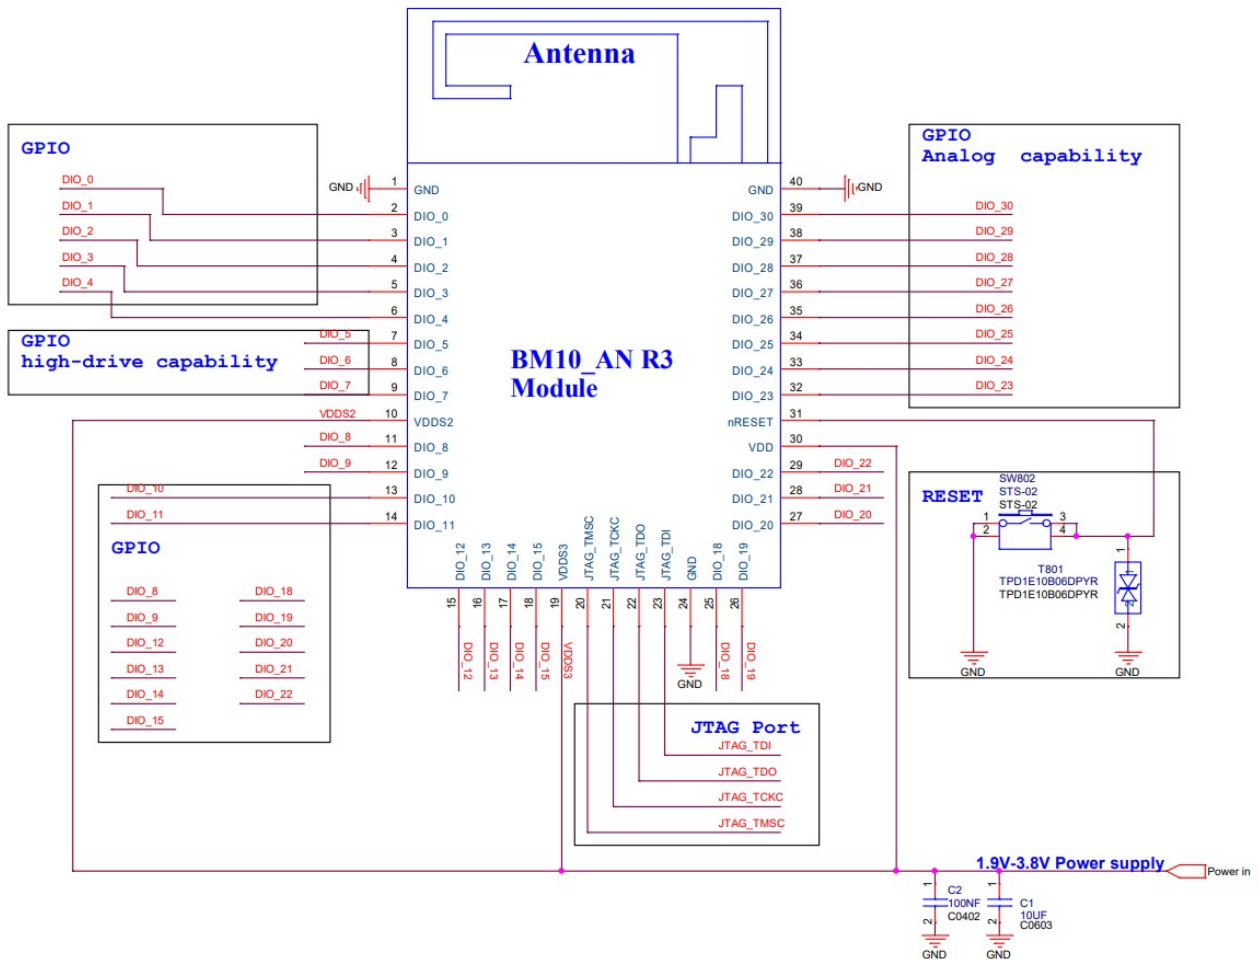 Antenna
GPIO
DIO_0
DIO_1
DIO_2
DIO_3
DIO_4
GPIO
high-drive capability
DIO_5
DIO_6
DIO_7
VDDS2
DIO_8
DIO_9
DIO_10
DIO_11
GPIO
DIO_8
DIO_9
DIO_12
DIO_13
DIO_14
DIO_15
DIO_18
DIO_19
DIO_20
DIO_21
DIO_22
GND
1 GND
2 DIO_0
3 DIO_1
4 DIO_2
5 DIO_3
6 DIO_4
7 DIO_5
8 DIO_6
9 DIO_7
10 VDDS2
11 DIO_8
12 DIO_9
13 DIO_10
14 DIO_11
BM10_AN R3
Module
DIO_12
DIO_13
DIO_14
DIO_15
VDDS3
JTAG_TMSC
JTAG_TCKC
JTAG_TDO
JTAG_TDI
GND
DIO_18
DIO_19
15
16
17
18
19
20
21
22
23
24
25
26
DIO_12
DIO_13
DIO_14
DIO_15
VDDS3
GND
DIO_18
DIO_19
GND 40
DIO_30 39
DIO_29 38
DIO_28 37
DIO_27 36
DIO_26 35
DIO_25 34
DIO_24 33
DIO_23 32
nRESET 31
VDD 30
DIO_22 29
DIO_21 28
DIO_20 27
GND
DIO_22
DIO_21
DIO_20
GPIO
Analog capability
DIO_30
DIO_29
DIO_28
DIO_27
DIO_26
DIO_25
DIO_24
DIO_23
RESET
SW802
STS-02
STS-02
1
2
3
4
T801
TPD1E10B06DPYR
TPD1E10B06DPYR
1
1
2
2
GND
GND
JTAG Port
JTAG_TDI
JTAG_TDO
JTAG_TCKC
JTAG_TMSC
1.9V-3.8V Power supply
Power in
1
C2
100NF
C0402
2
GND
1
C1
10UF
C0603
2
GND